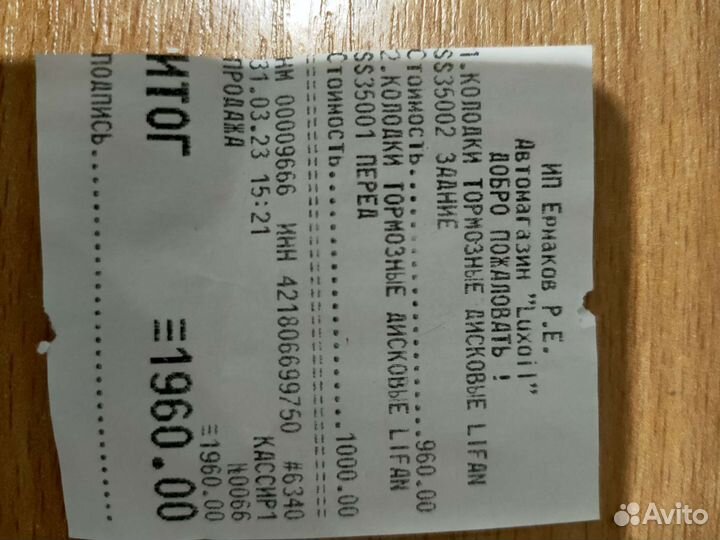 ИП Ермаков Р.Е.
Автомагазин "Luxoil"
ДОБРО ПОЖАЛОВАТЬ !
1.КОЛОДКИ ТОРМОЗНЫЕ ДИСКОВЫЕ LIFAN
SS35002 ЗАДНИЕ
Стоимость...................960.00
2.КОЛОДКИ ТОРМОЗНЫЕ ДИСКОВЫЕ LIFAN
SS35001 ПЕРЕД
Стоимость..................1000.00
НМ 00009666 ИНН 421806699750 #6340
31.03.23 15:21 КАССИР1
ПРОДАЖА №0066
≡1960.00
ИТОГ ≡1960.00
ПОДПИСЬ...........................
Avito